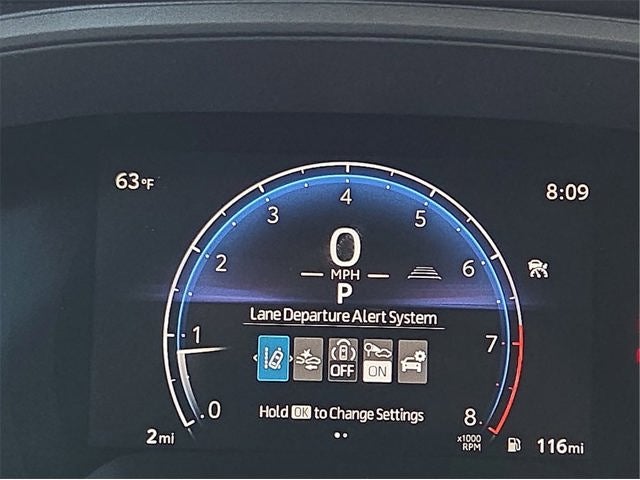 63°F
8:09
0
MPH
P
0 1 2 3 4 5 6 7 8
Lane Departure Alert System
OFF
ON
Hold OK to Change Settings
x1000
RPM
2mi
116mi